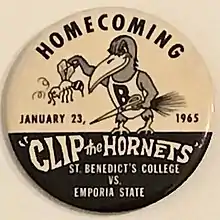 HOMECOMING
B
JANUARY 23, 1965
"CLIP the HORNETS"
ST. BENEDICT'S COLLEGE
VS.
EMPORIA STATE